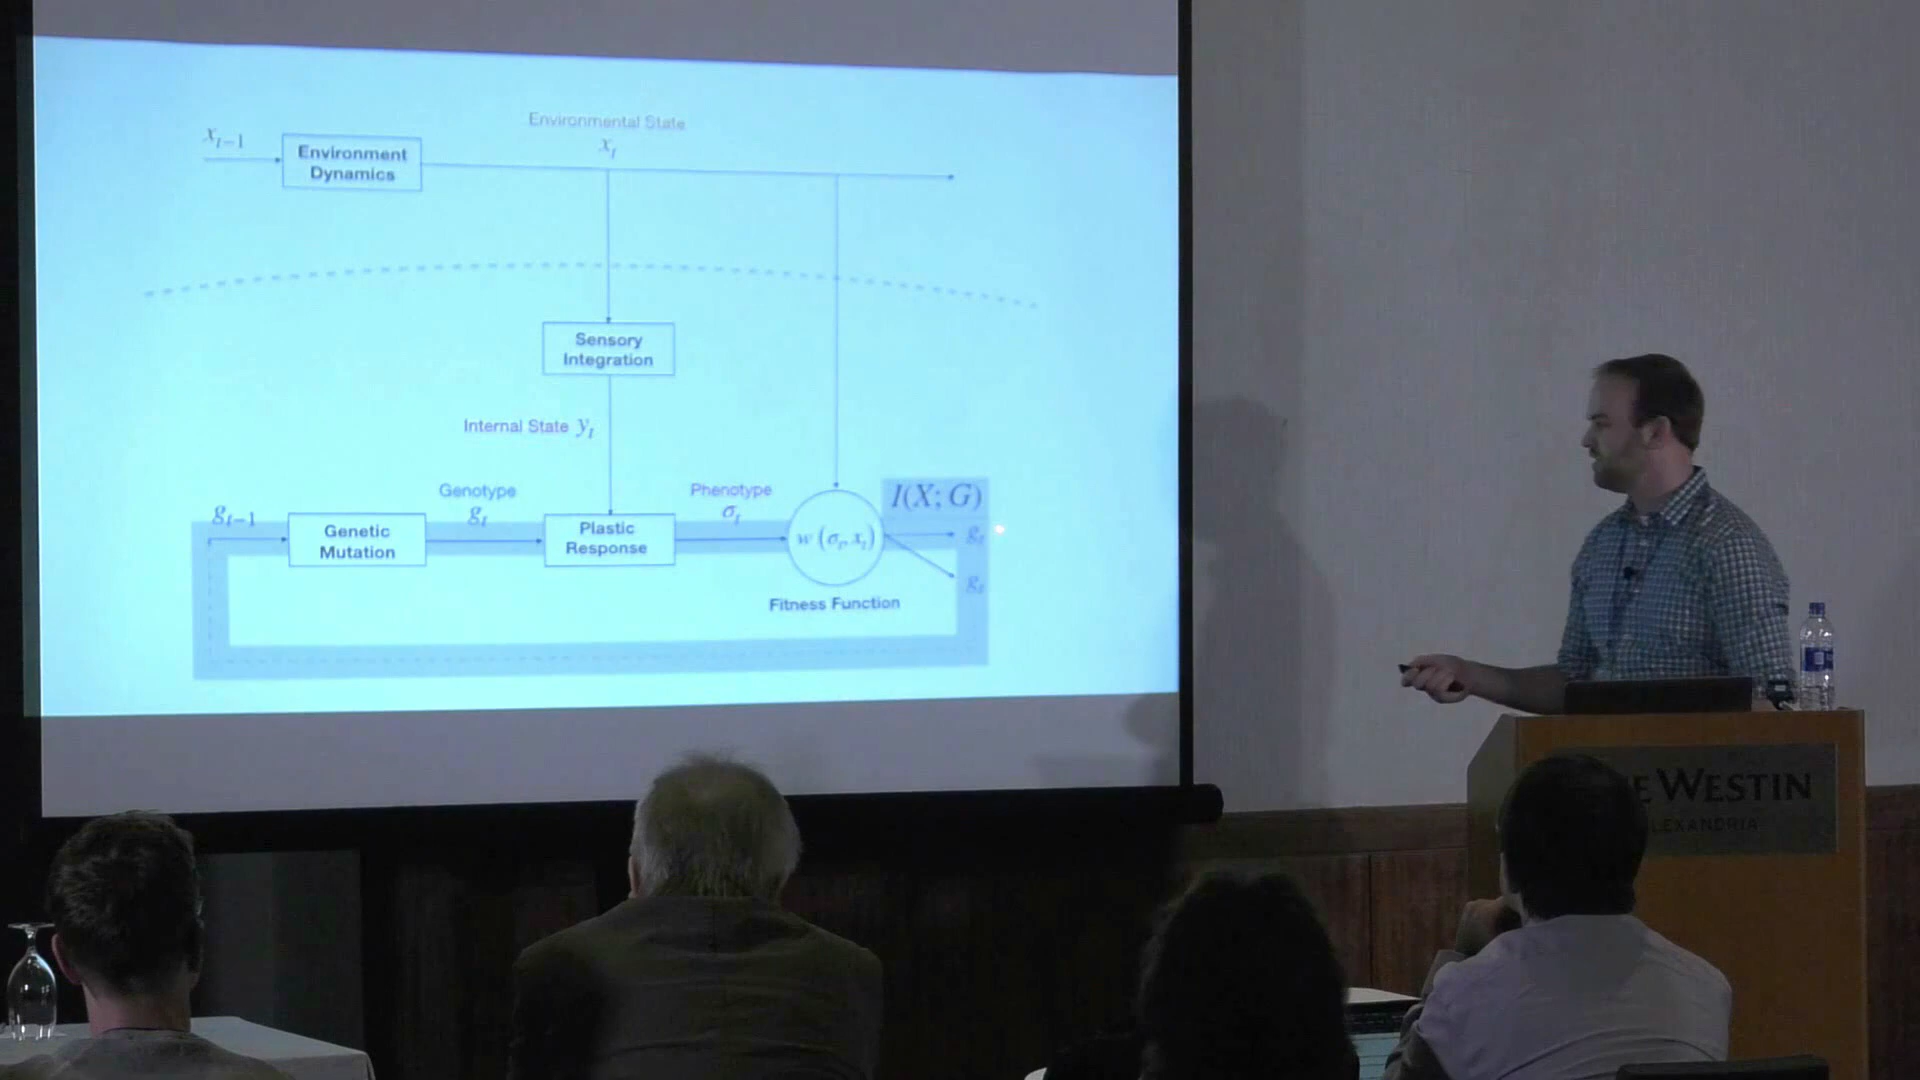 Environmental State
x_t
x_{t-1}
Environment
Dynamics
Sensory
Integration
Internal State y_t
I(X; G)
Genotype
g_t
Phenotype
σ_t
g_{t-1}
Genetic
Mutation
Plastic
Response
w(σ_t, x_t)
g_t
g_t
Fitness Function
WESTIN